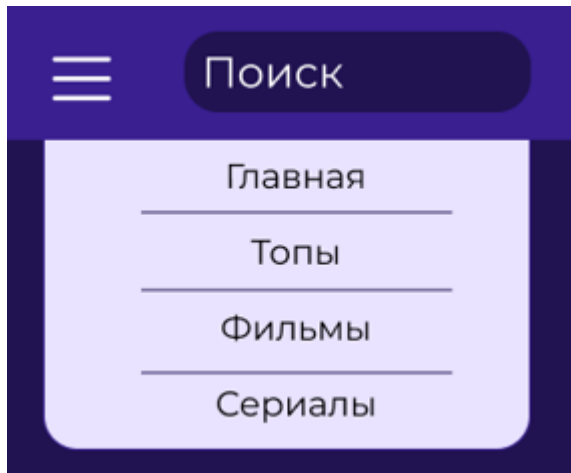 Поиск
Главная
Топы
Фильмы
Сериалы